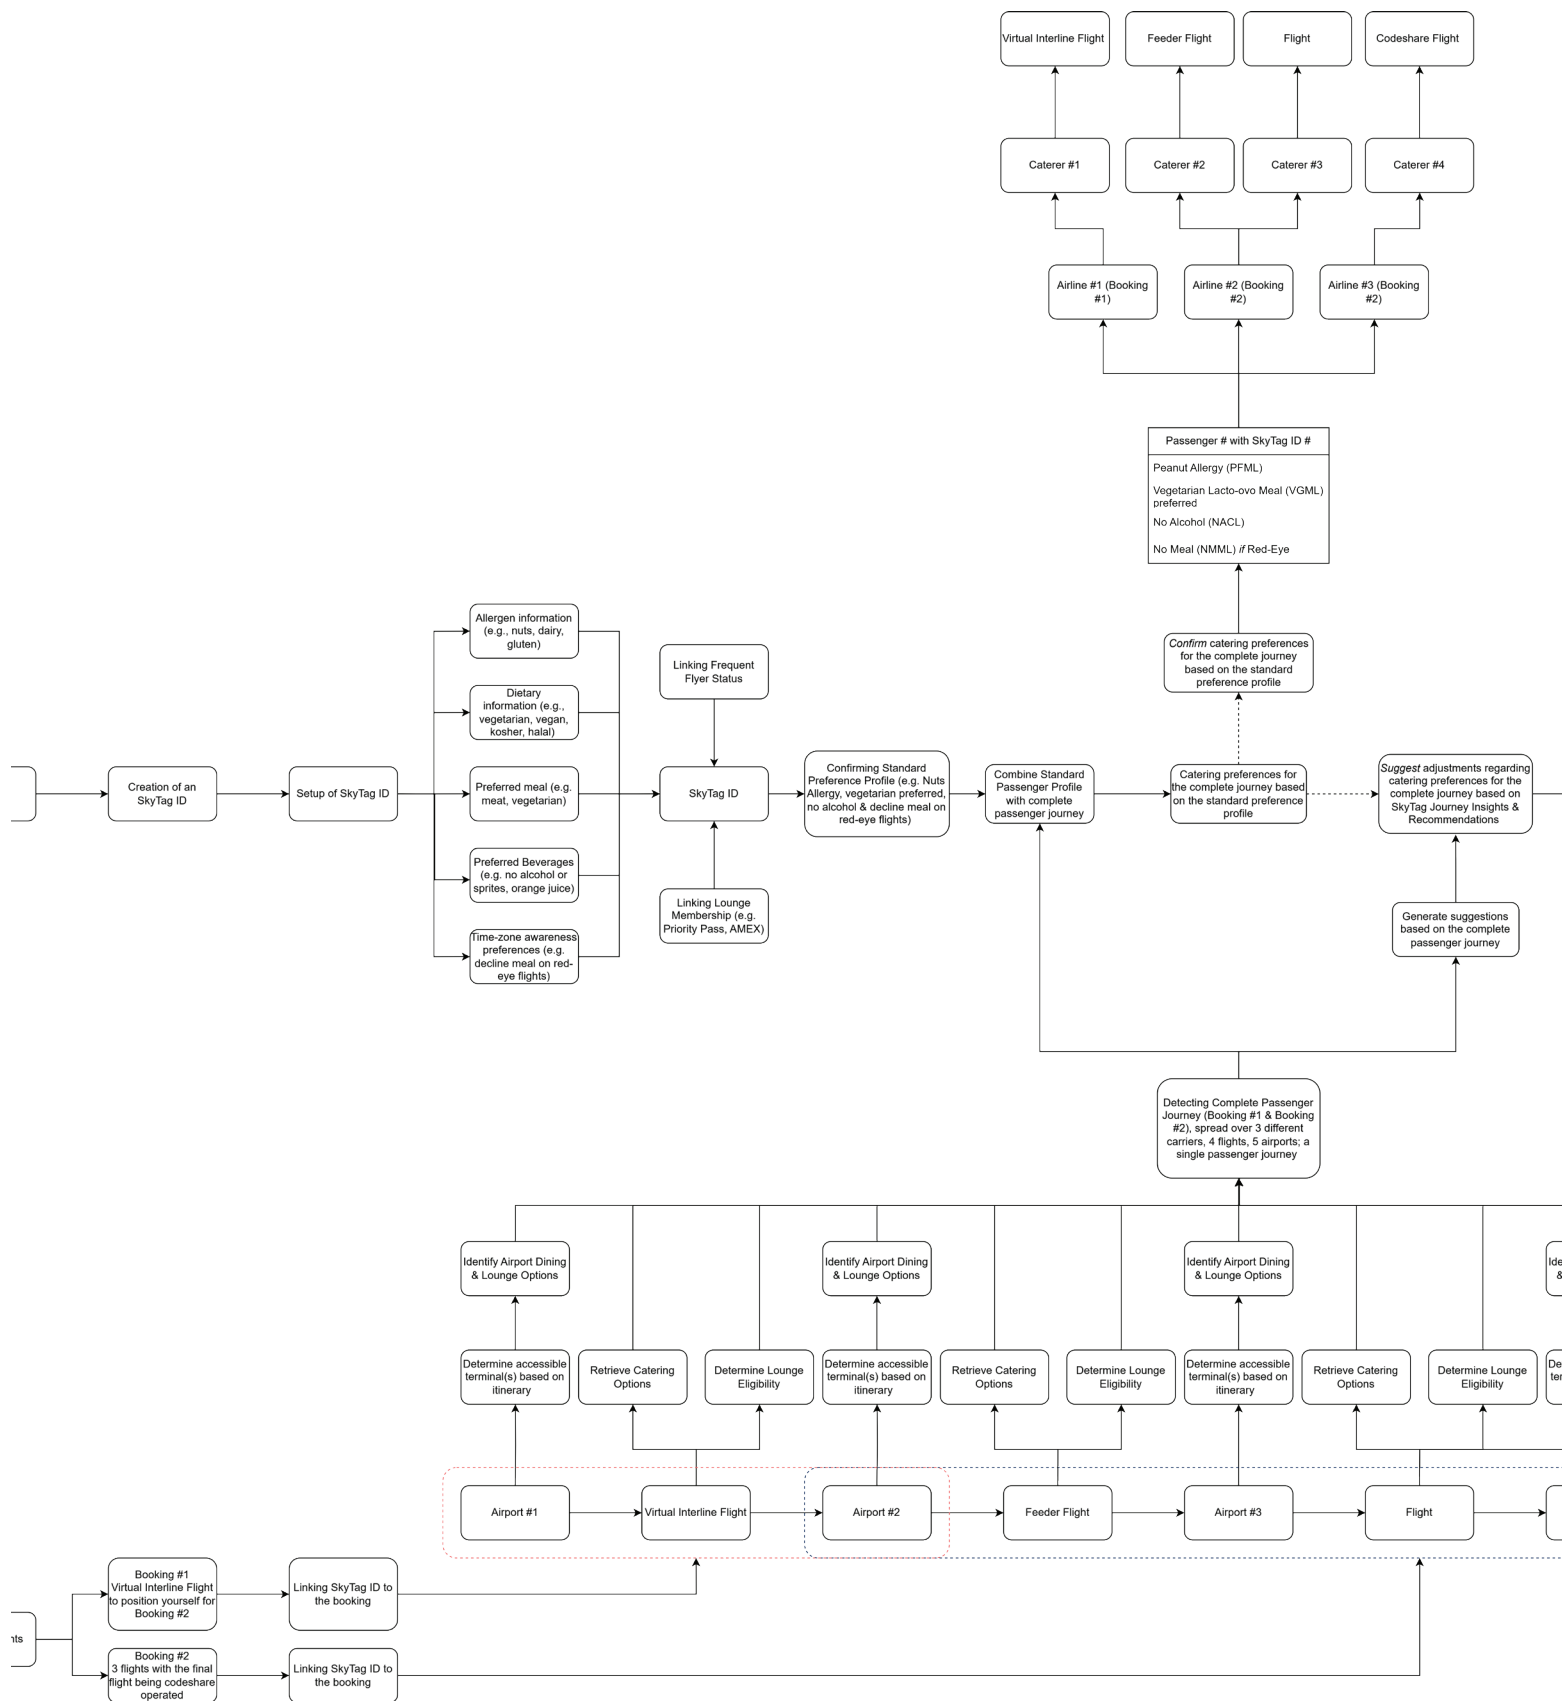 Virtual Interline Flight
Feeder Flight
Flight
Codeshare Flight
Caterer #1
Caterer #2
Caterer #3
Caterer #4
Airline #1 (Booking
#1)
Airline #2 (Booking
#2)
Airline #3 (Booking
#2)
Passenger # with SkyTag ID #
Peanut Allergy (PFML)
Vegetarian Lacto-ovo Meal (VGML)
preferred
No Alcohol (NACL)
No Meal (NMML) if Red-Eye
Confirm catering preferences
for the complete journey
based on the standard
preference profile
Allergen information
(e.g., nuts, dairy,
gluten)
Dietary
information (e.g.,
vegetarian, vegan,
kosher, halal)
Preferred meal (e.g.
meat, vegetarian)
Preferred Beverages
(e.g. no alcohol or
sprites, orange juice)
Time-zone awareness
preferences (e.g.
decline meal on red-
eye flights)
Creation of an
SkyTag ID
Setup of SkyTag ID
Linking Frequent
Flyer Status
SkyTag ID
Linking Lounge
Membership (e.g.
Priority Pass, AMEX)
Confirming Standard
Preference Profile (e.g. Nuts
Allergy, vegetarian preferred,
no alcohol & decline meal on
red-eye flights)
Combine Standard
Passenger Profile
with complete
passenger journey
Catering preferences for
the complete journey based
on the standard preference
profile
Suggest adjustments regarding
catering preferences for the
complete journey based on
SkyTag Journey Insights &
Recommendations
Generate suggestions
based on the complete
passenger journey
Detecting Complete Passenger
Journey (Booking #1 & Booking
#2), spread over 3 different
carriers, 4 flights, 5 airports; a
single passenger journey
Identify Airport Dining
& Lounge Options
Identify Airport Dining
& Lounge Options
Identify Airport Dining
& Lounge Options
Ide
&
Determine accessible
terminal(s) based on
itinerary
Retrieve Catering
Options
Determine Lounge
Eligibility
Determine accessible
terminal(s) based on
itinerary
Retrieve Catering
Options
Determine Lounge
Eligibility
Determine accessible
terminal(s) based on
itinerary
Retrieve Catering
Options
Determine Lounge
Eligibility
De
Airport #1
Virtual Interline Flight
Airport #2
Feeder Flight
Airport #3
Flight
Booking #1
Virtual Interline Flight
to position yourself for
Booking #2
Linking SkyTag ID to
the booking
nts
Booking #2
3 flights with the final
flight being codeshare
operated
Linking SkyTag ID to
the booking